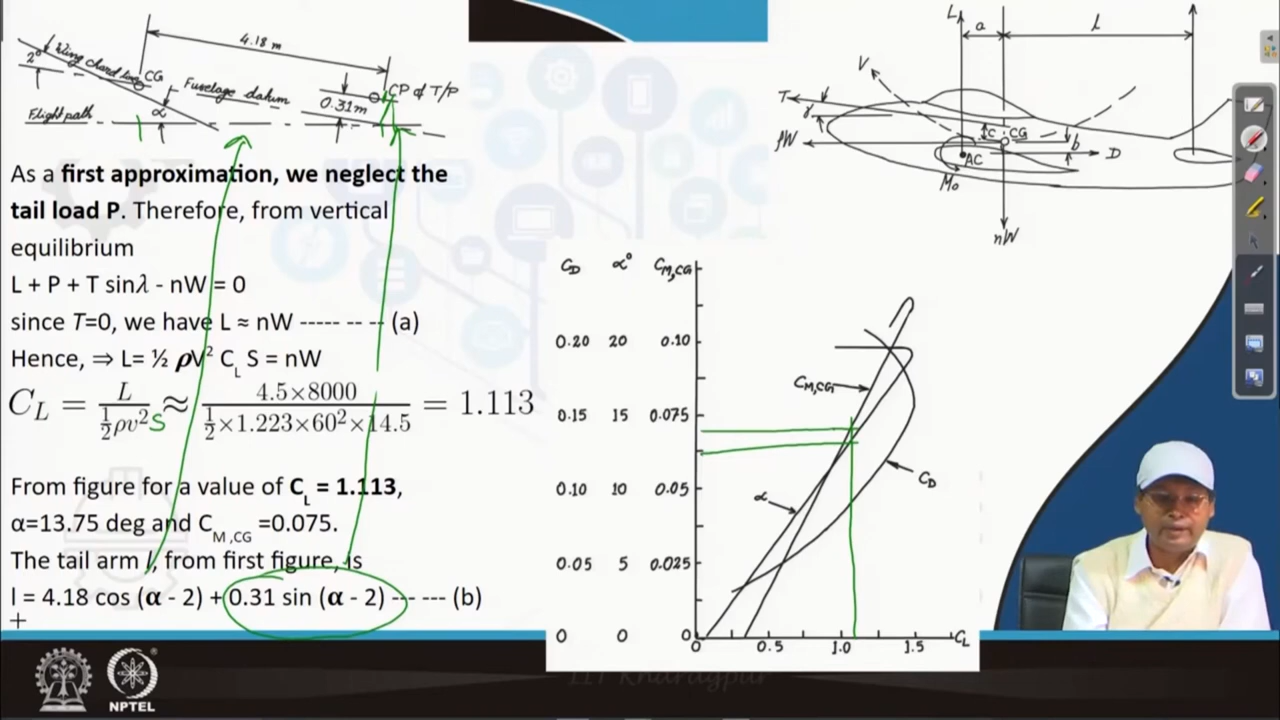 4.18 m
2°
Wing chord line
CG
Fuselage datum
0.31m
CP of T/P
Flight path
α
As a first approximation, we neglect the
tail load P. Therefore, from vertical
equilibrium
L + P + T sinλ - nW = 0
since T=0, we have L ≈ nW ----- -- -- (a)
Hence, ⇒ L= ½ ρV² C_L S = nW
C_L = L / (½ρv²S) ≈ (4.5×8000) / (½×1.223×60²×14.5) = 1.113
From figure for a value of C_L = 1.113,
α=13.75 deg and C_M,CG =0.075.
The tail arm l, from first figure, is
l = 4.18 cos (α - 2) + 0.31 sin (α - 2) --- --- (b)
L a l
V
T
γ
fW
C CG
b
AC
D
M₀
nW
C_D α° C_M,CG
0.20 20 0.10
C_M,CG
0.15 15 0.075
C_D
0.10 10 0.05
α
0.05 5 0.025
0 0 0
0 0.5 1.0 1.5 C_L
IIT Kharagpur
NPTEL